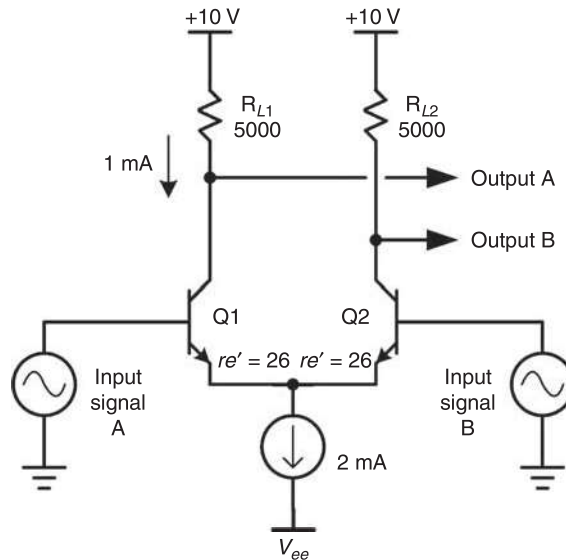 +10 V
+10 V
R_L1
5000
R_L2
5000
1 mA
Output A
Output B
Q1
Q2
re' = 26
re' = 26
Input
signal
A
Input
signal
B
2 mA
V_ee